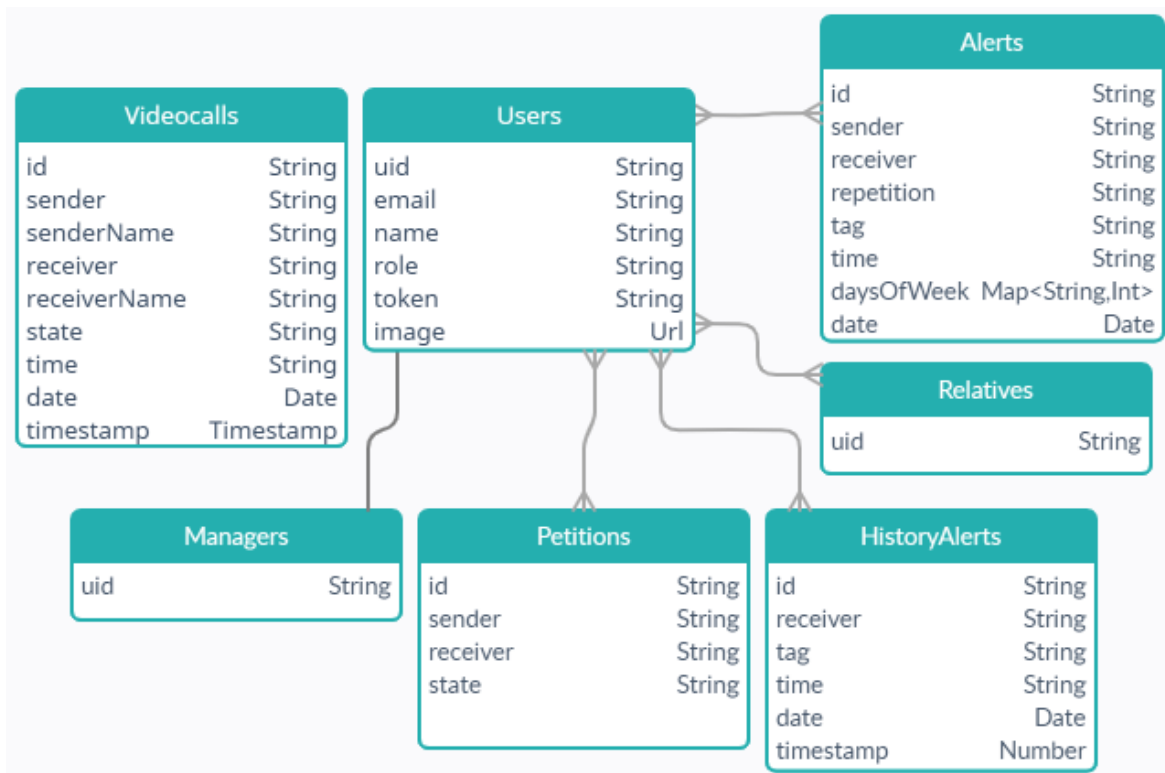 Videocalls
id String
sender String
senderName String
receiver String
receiverName String
state String
time String
date Date
timestamp Timestamp
Users
uid String
email String
name String
role String
token String
image Url
Alerts
id String
sender String
receiver String
repetition String
tag String
time String
daysOfWeek Map<String,Int>
date Date
Relatives
uid String
Managers
uid String
Petitions
id String
sender String
receiver String
state String
HistoryAlerts
id String
receiver String
tag String
time String
date Date
timestamp Number